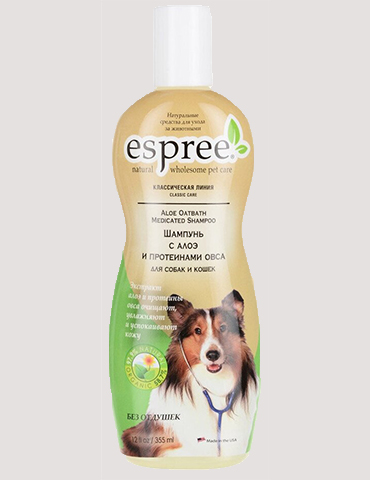 Натуральные
средства для ухода
за животными
espree
natural wholesome pet care
КЛАССИЧЕСКАЯ ЛИНИЯ
CLASSIC CARE
ALOE OATBATH
MEDICATED SHAMPOO
ШАМПУНЬ
С АЛОЭ
И ПРОТЕИНАМИ ОВСА
ДЛЯ СОБАК И КОШЕК
Экстракт
алоэ и протеины
овса очищают,
увлажняют
и успокаивают
кожу
ORGANIC
БЕЗ ОТДУШЕК
12 fl oz / 355 ml
Made in the USA